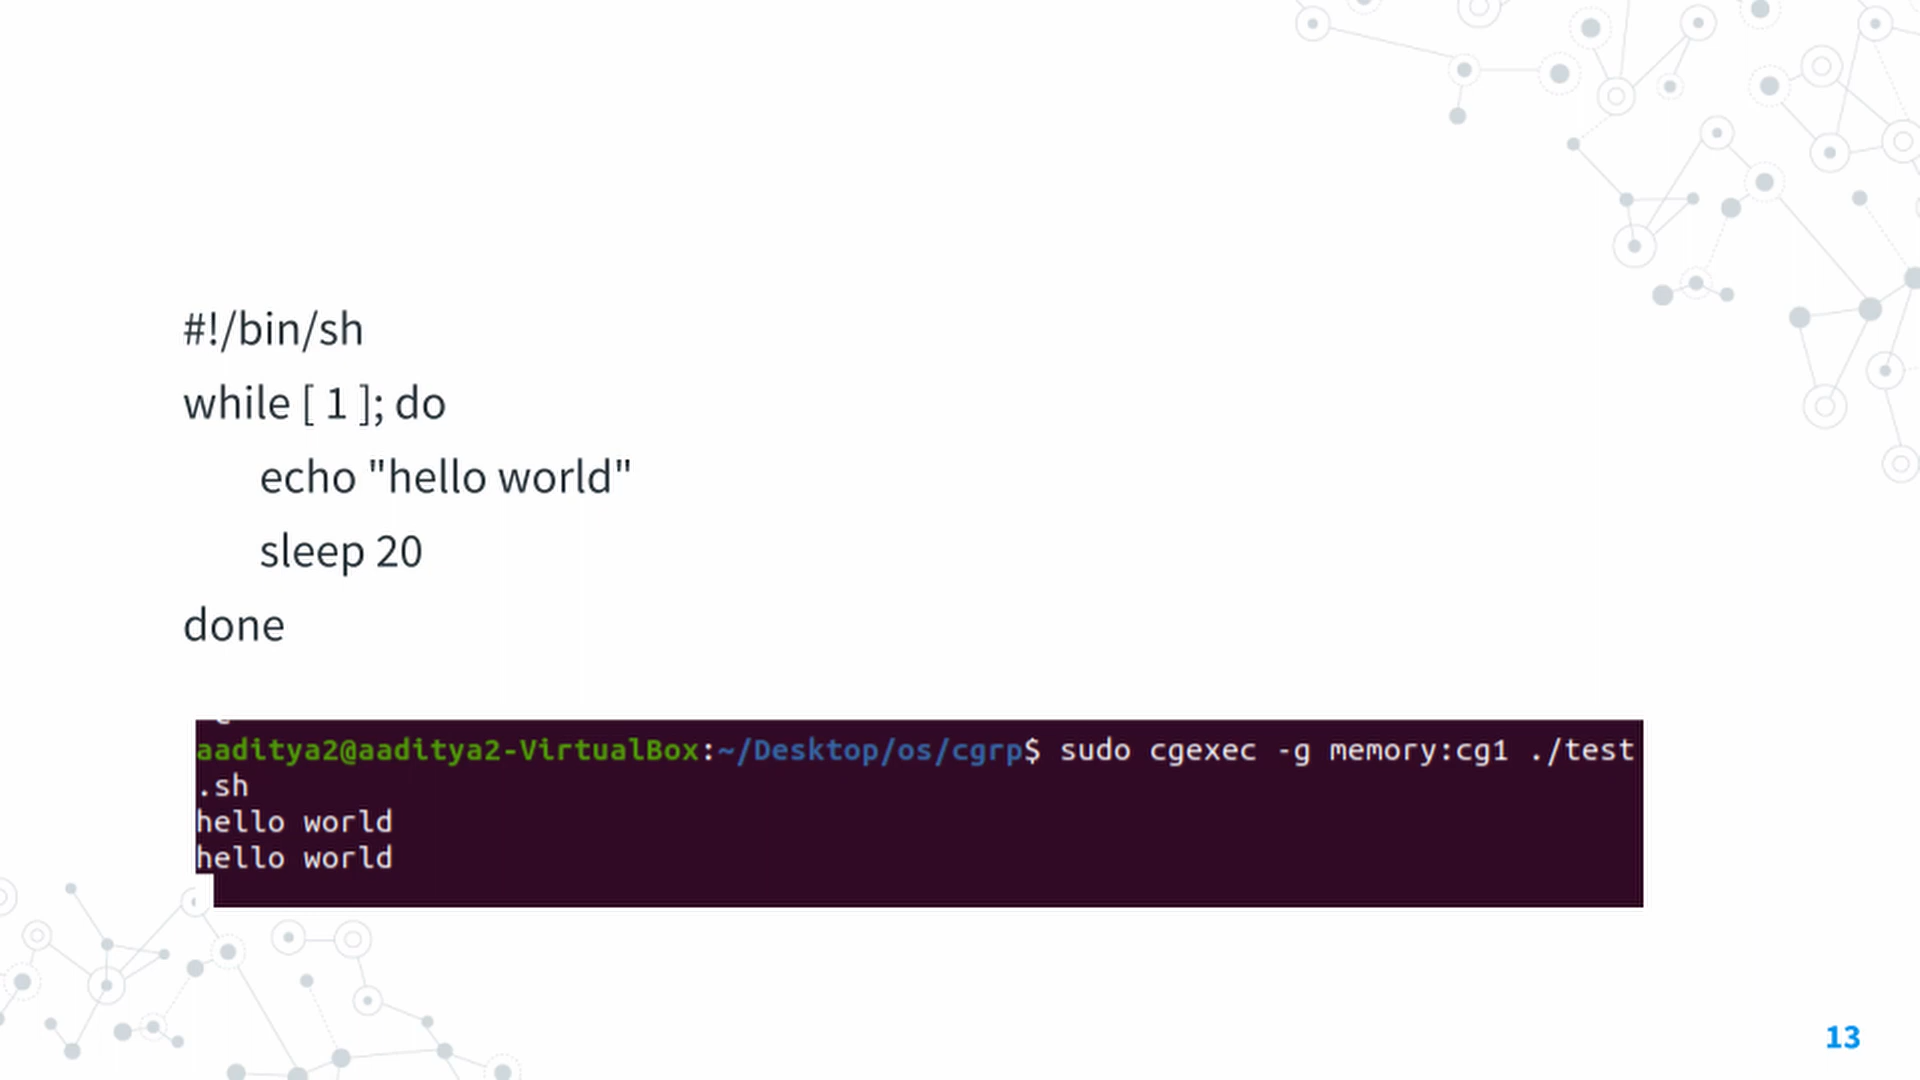 #!/bin/sh
while [ 1 ]; do
echo "hello world"
sleep 20
done
aaditya2@aaditya2-VirtualBox:~/Desktop/os/cgrp$ sudo cgexec -g memory:cg1 ./test
.sh
hello world
hello world
13